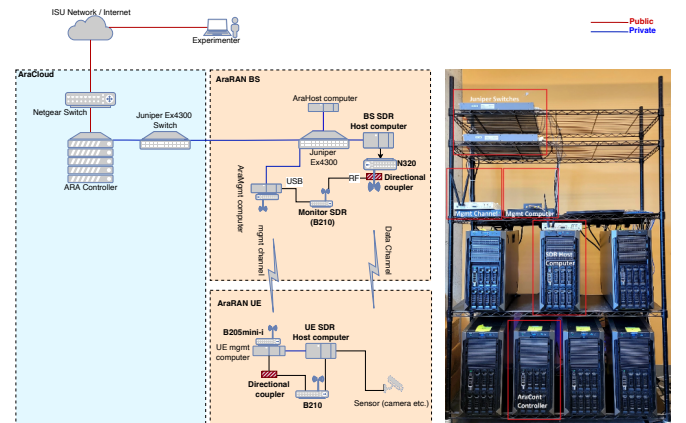 ISU Network / Internet
Experimenter
Public
Private
AraCloud
Netgear Switch
Juniper Ex4300
Switch
ARA Controller
AraRAN BS
AraHost computer
BS SDR
Host computer
Juniper
Ex4300
N320
AraMgmt computer
USB
RF
Directional
coupler
Monitor SDR
(B210)
mgmt channel
Data Channel
AraRAN UE
B205mini-i
UE mgmt
computer
UE SDR
Host computer
Directional
coupler
B210
Sensor (camera etc.)
Juniper Switches
Mgmt Channel
Mgmt Computer
SDR Host
Computer
AraCont
Controller